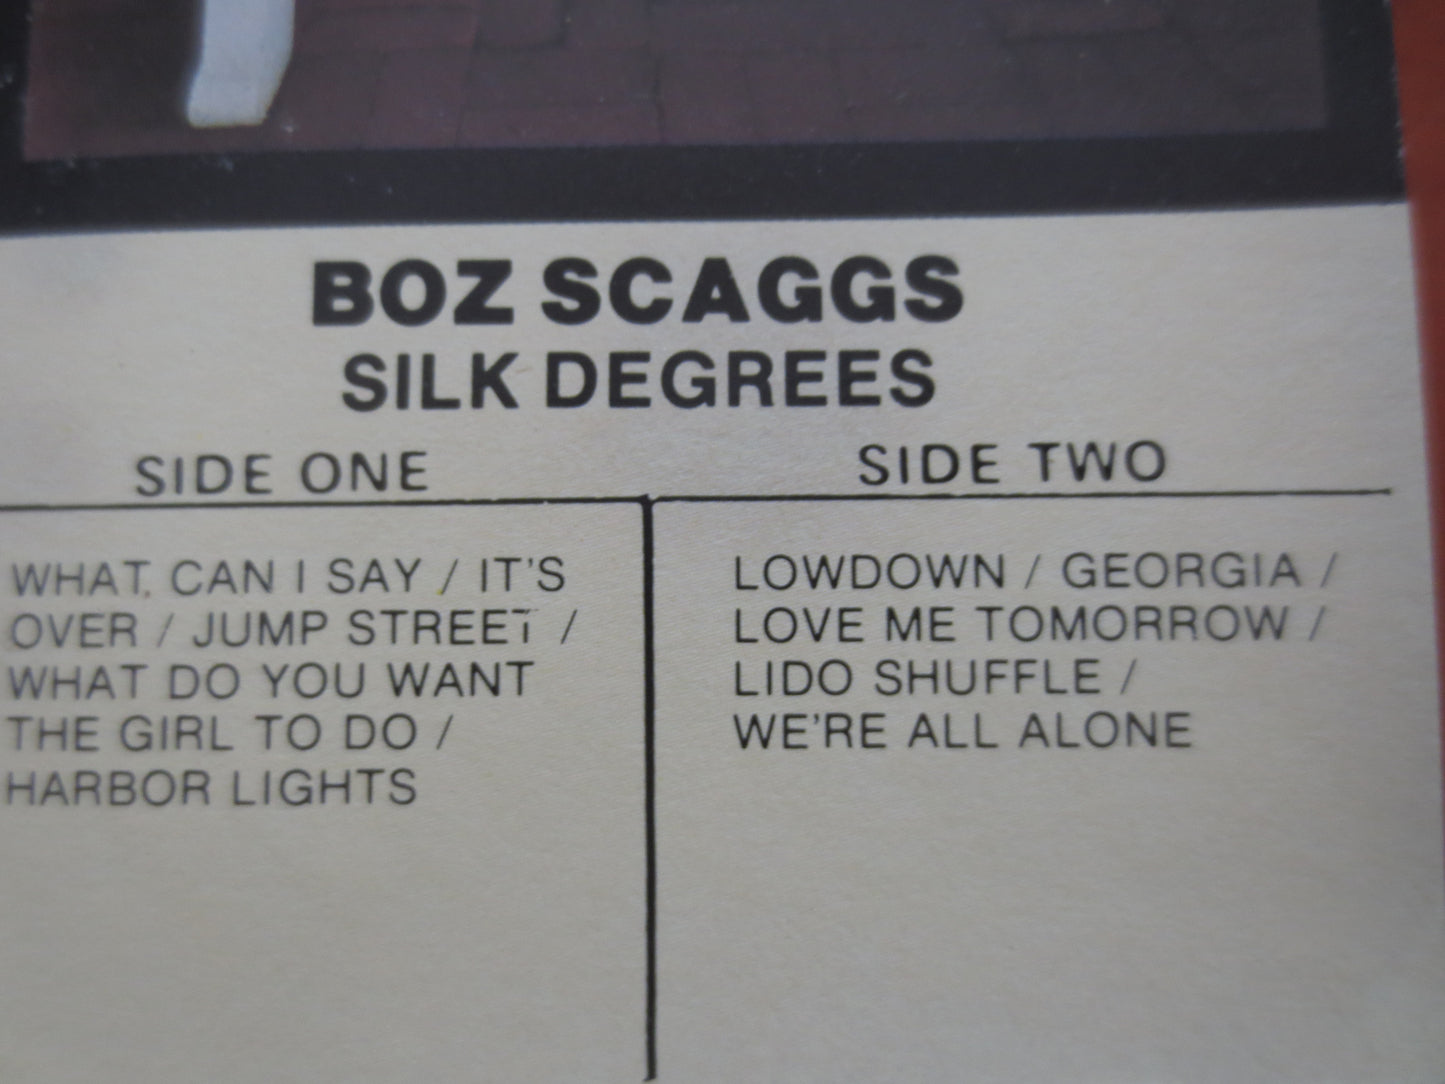 BOZ SCAGGS
SILK DEGREES
SIDE ONE
WHAT CAN I SAY / IT'S
OVER / JUMP STREET /
WHAT DO YOU WANT
THE GIRL TO DO /
HARBOR LIGHTS
SIDE TWO
LOWDOWN / GEORGIA /
LOVE ME TOMORROW /
LIDO SHUFFLE /
WE'RE ALL ALONE